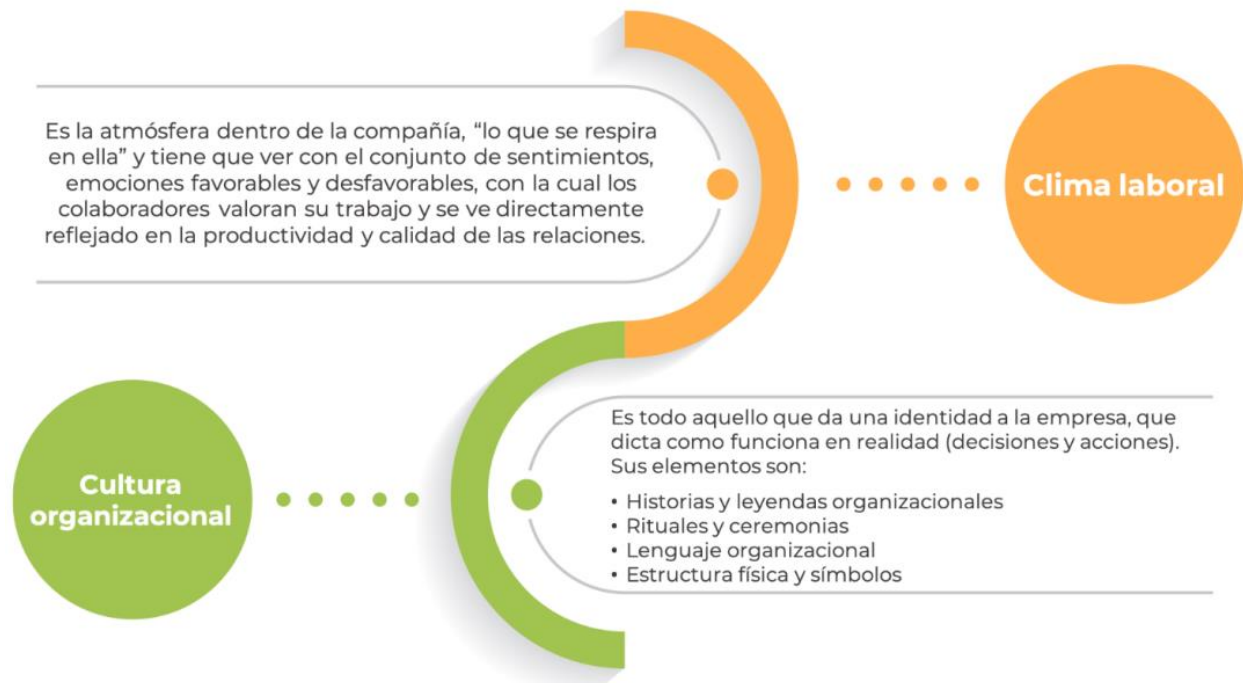 Es la atmósfera dentro de la compañía, “lo que se respira
en ella” y tiene que ver con el conjunto de sentimientos,
emociones favorables y desfavorables, con la cual los
colaboradores valoran su trabajo y se ve directamente
reflejado en la productividad y calidad de las relaciones.
Clima laboral
Cultura
organizacional
Es todo aquello que da una identidad a la empresa, que
dicta como funciona en realidad (decisiones y acciones).
Sus elementos son:
• Historias y leyendas organizacionales
• Rituales y ceremonias
• Lenguaje organizacional
• Estructura física y símbolos